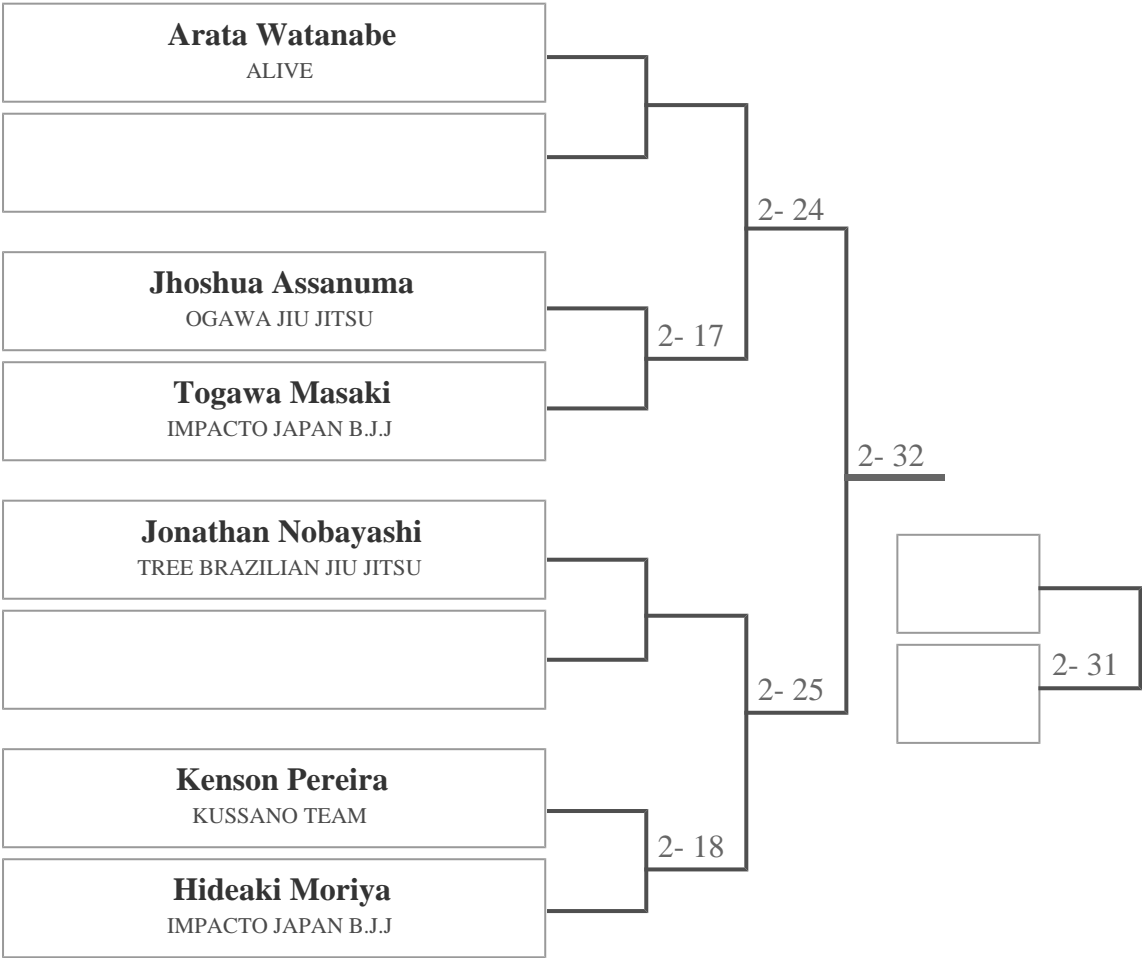 Arata Watanabe
ALIVE
2- 24
Jhoshua Assanuma
OGAWA JIU JITSU
2- 17
Togawa Masaki
IMPACTO JAPAN B.J.J
2- 32
Jonathan Nobayashi
TREE BRAZILIAN JIU JITSU
2- 31
2- 25
Kenson Pereira
KUSSANO TEAM
2- 18
Hideaki Moriya
IMPACTO JAPAN B.J.J